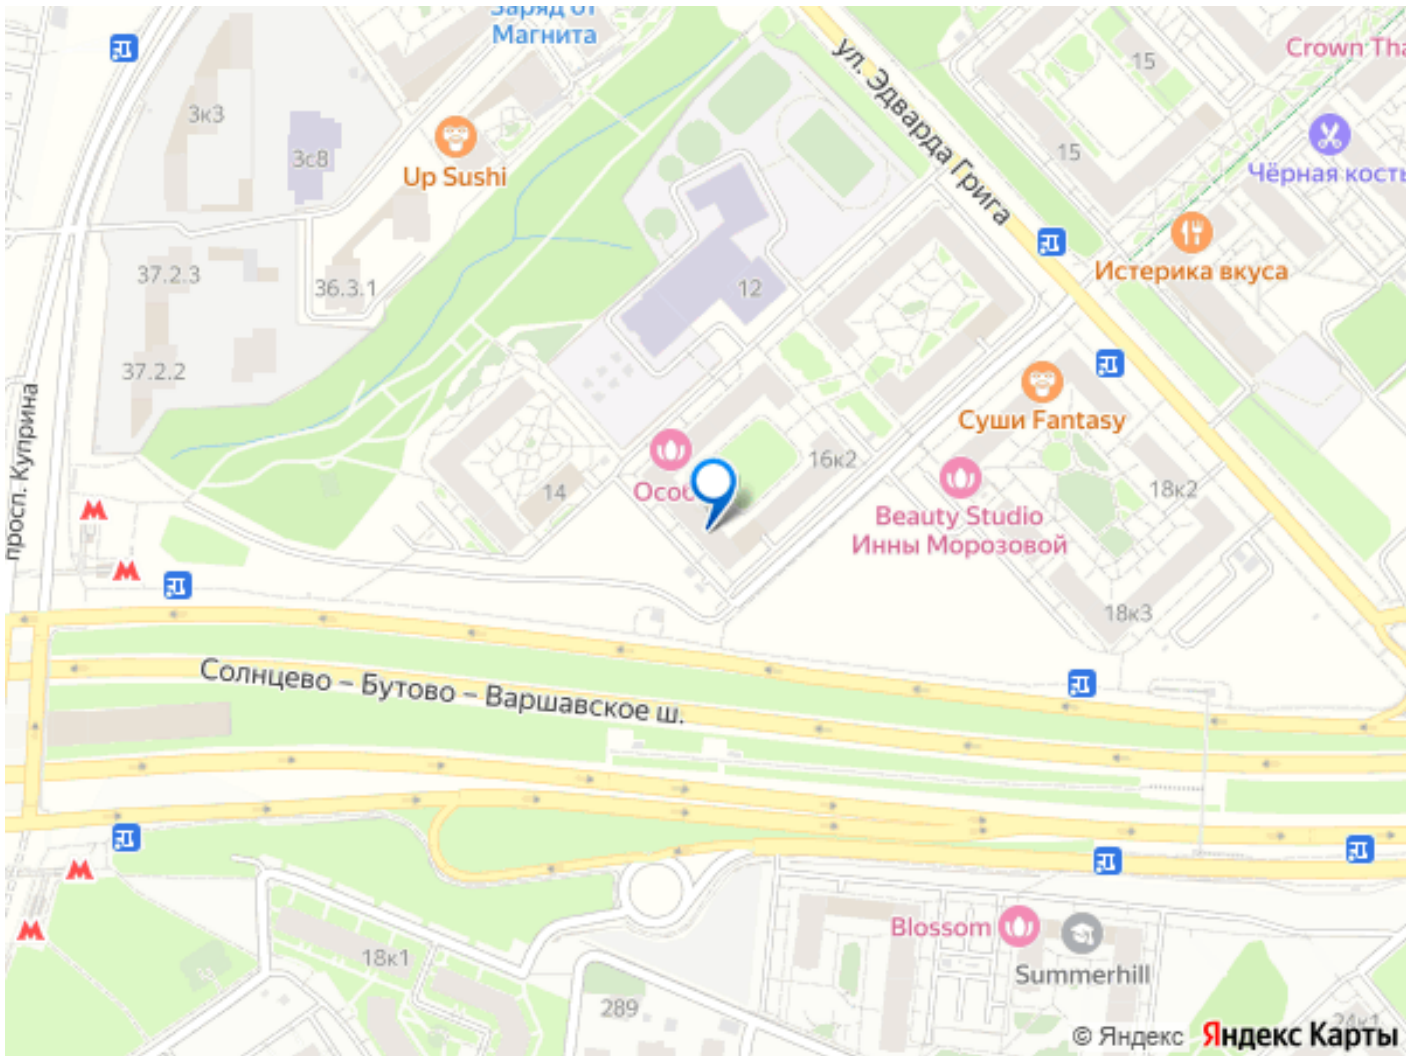 Заряд от
Магнита
Crown Tha
15
3к3
ул. Эдварда Грига
3с8
15
Up Sushi
Чёрная кость
Истерика вкуса
37.2.3
36.3.1
12
37.2.2
просп. Куприна
Суши Fantasy
16к2
Особ
14
18к2
Beauty Studio
Инны Морозовой
18к3
Солнцево – Бутово – Варшавское ш.
Blossom
18к1
Summerhill
289
24к1
© Яндекс Яндекс Карты